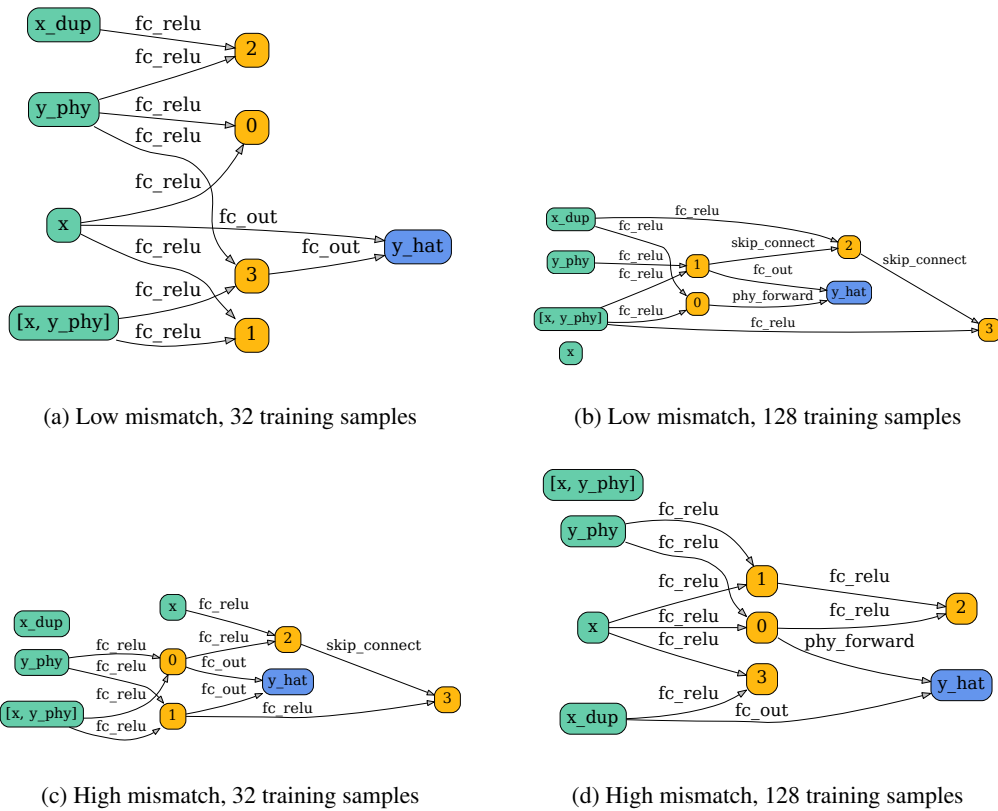 x_dup
fc_relu
2
fc_relu
y_phy
fc_relu
0
fc_relu
fc_relu
x
fc_out
y_hat
fc_relu
fc_out
3
fc_relu
[x, y_phy]
fc_relu
1
(a) Low mismatch, 32 training samples
x_dup
fc_relu
fc_relu
skip_connect
2
y_phy
fc_relu
1
skip_connect
fc_relu
fc_out
[x, y_phy]
fc_relu
0
phy_forward
y_hat
fc_relu
3
x
(b) Low mismatch, 128 training samples
x
fc_relu
x_dup
fc_relu
2
y_phy
fc_relu
0
skip_connect
fc_relu
fc_out
y_hat
fc_relu
fc_out
[x, y_phy]
fc_relu
1
fc_relu
3
(c) High mismatch, 32 training samples
[x, y_phy]
y_phy
fc_relu
fc_relu
1
fc_relu
fc_relu
2
x
fc_relu
0
fc_relu
fc_relu
phy_forward
3
y_hat
x_dup
fc_relu
fc_out
(d) High mismatch, 128 training samples